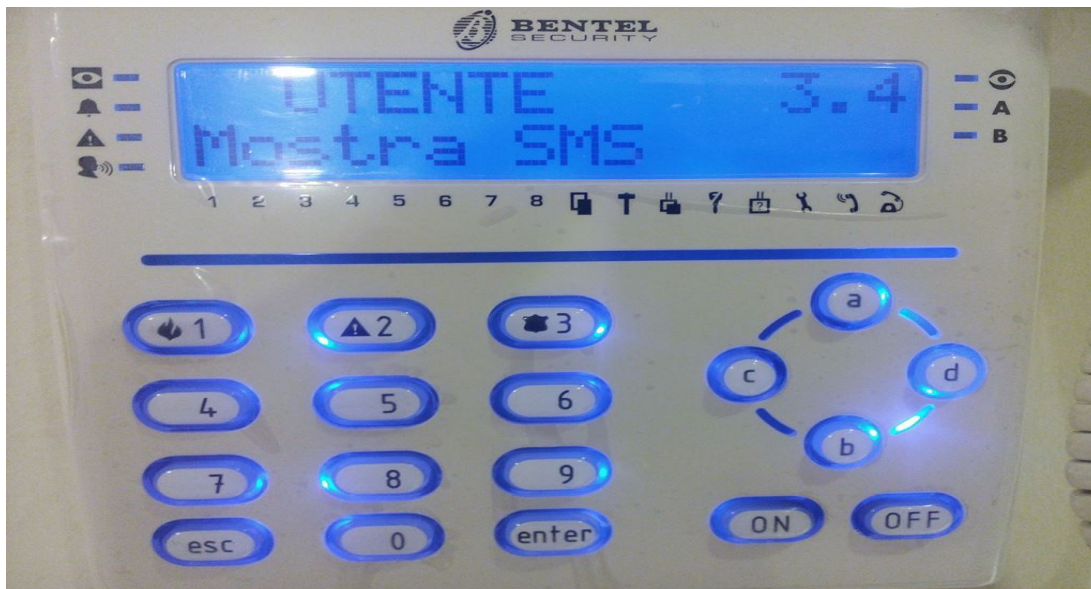 BENTEL
SECURITY
UTENTE 3.4
Mostra SMS
A
B
1 2 3 4 5 6 7 8
1 2 3 a
c d
4 5 6
b
7 8 9
ON OFF
esc 0 enter